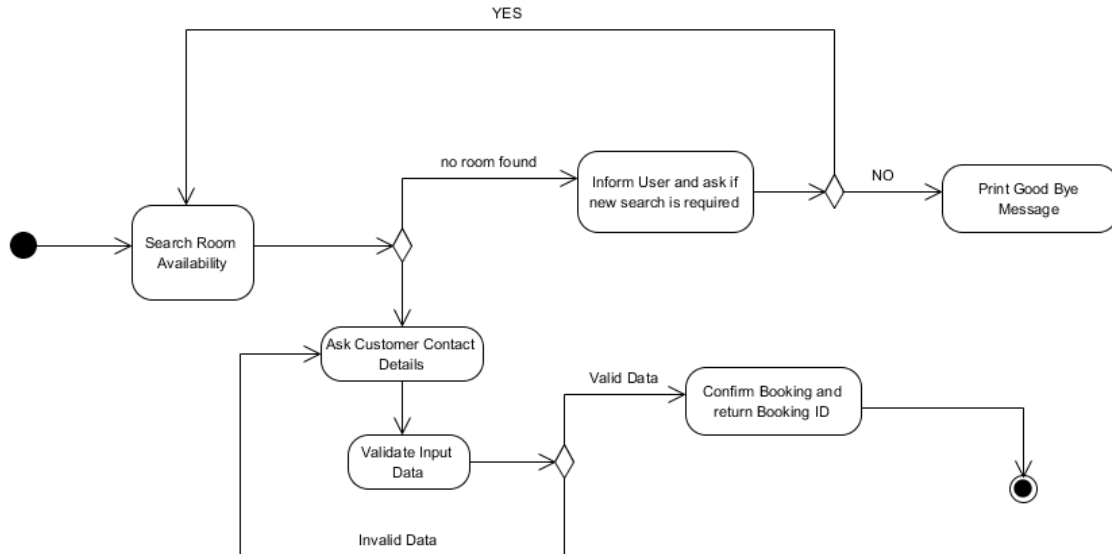 YES
no room found
Inform User and ask if
new search is required
NO
Print Good Bye
Message
Search Room
Availability
Ask Customer Contact
Details
Valid Data
Confirm Booking and
return Booking ID
Validate Input
Data
Invalid Data